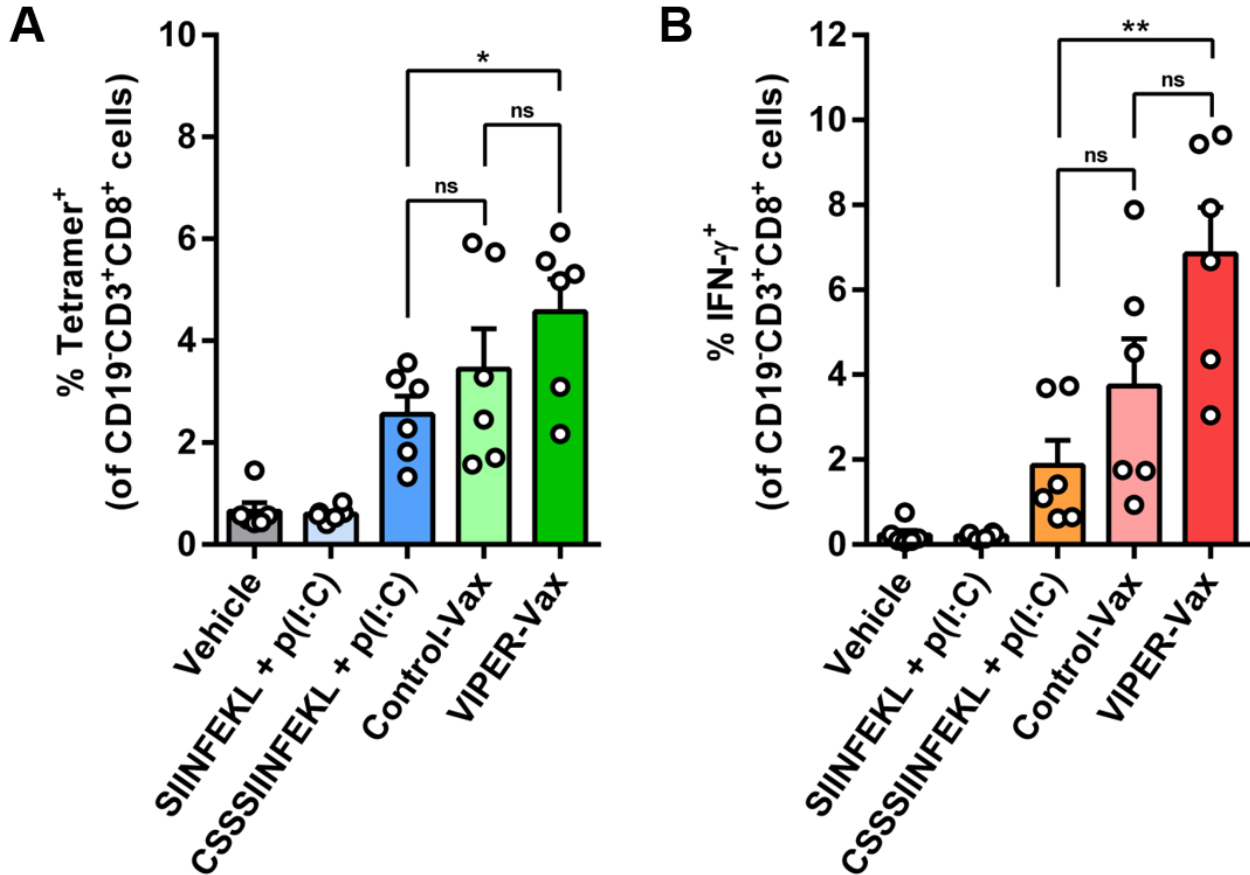 A
% Tetramer⁺
(of CD19⁻CD3⁺CD8⁺ cells)
10
8
6
4
2
0
*
ns
ns
Vehicle
SIINFEKL + p(I:C)
CSSSIINFEKL + p(I:C)
Control-Vax
VIPER-Vax
B
% IFN-γ⁺
(of CD19⁻CD3⁺CD8⁺ cells)
12
10
8
6
4
2
0
**
ns
ns
Vehicle
SIINFEKL + p(I:C)
CSSSIINFEKL + p(I:C)
Control-Vax
VIPER-Vax